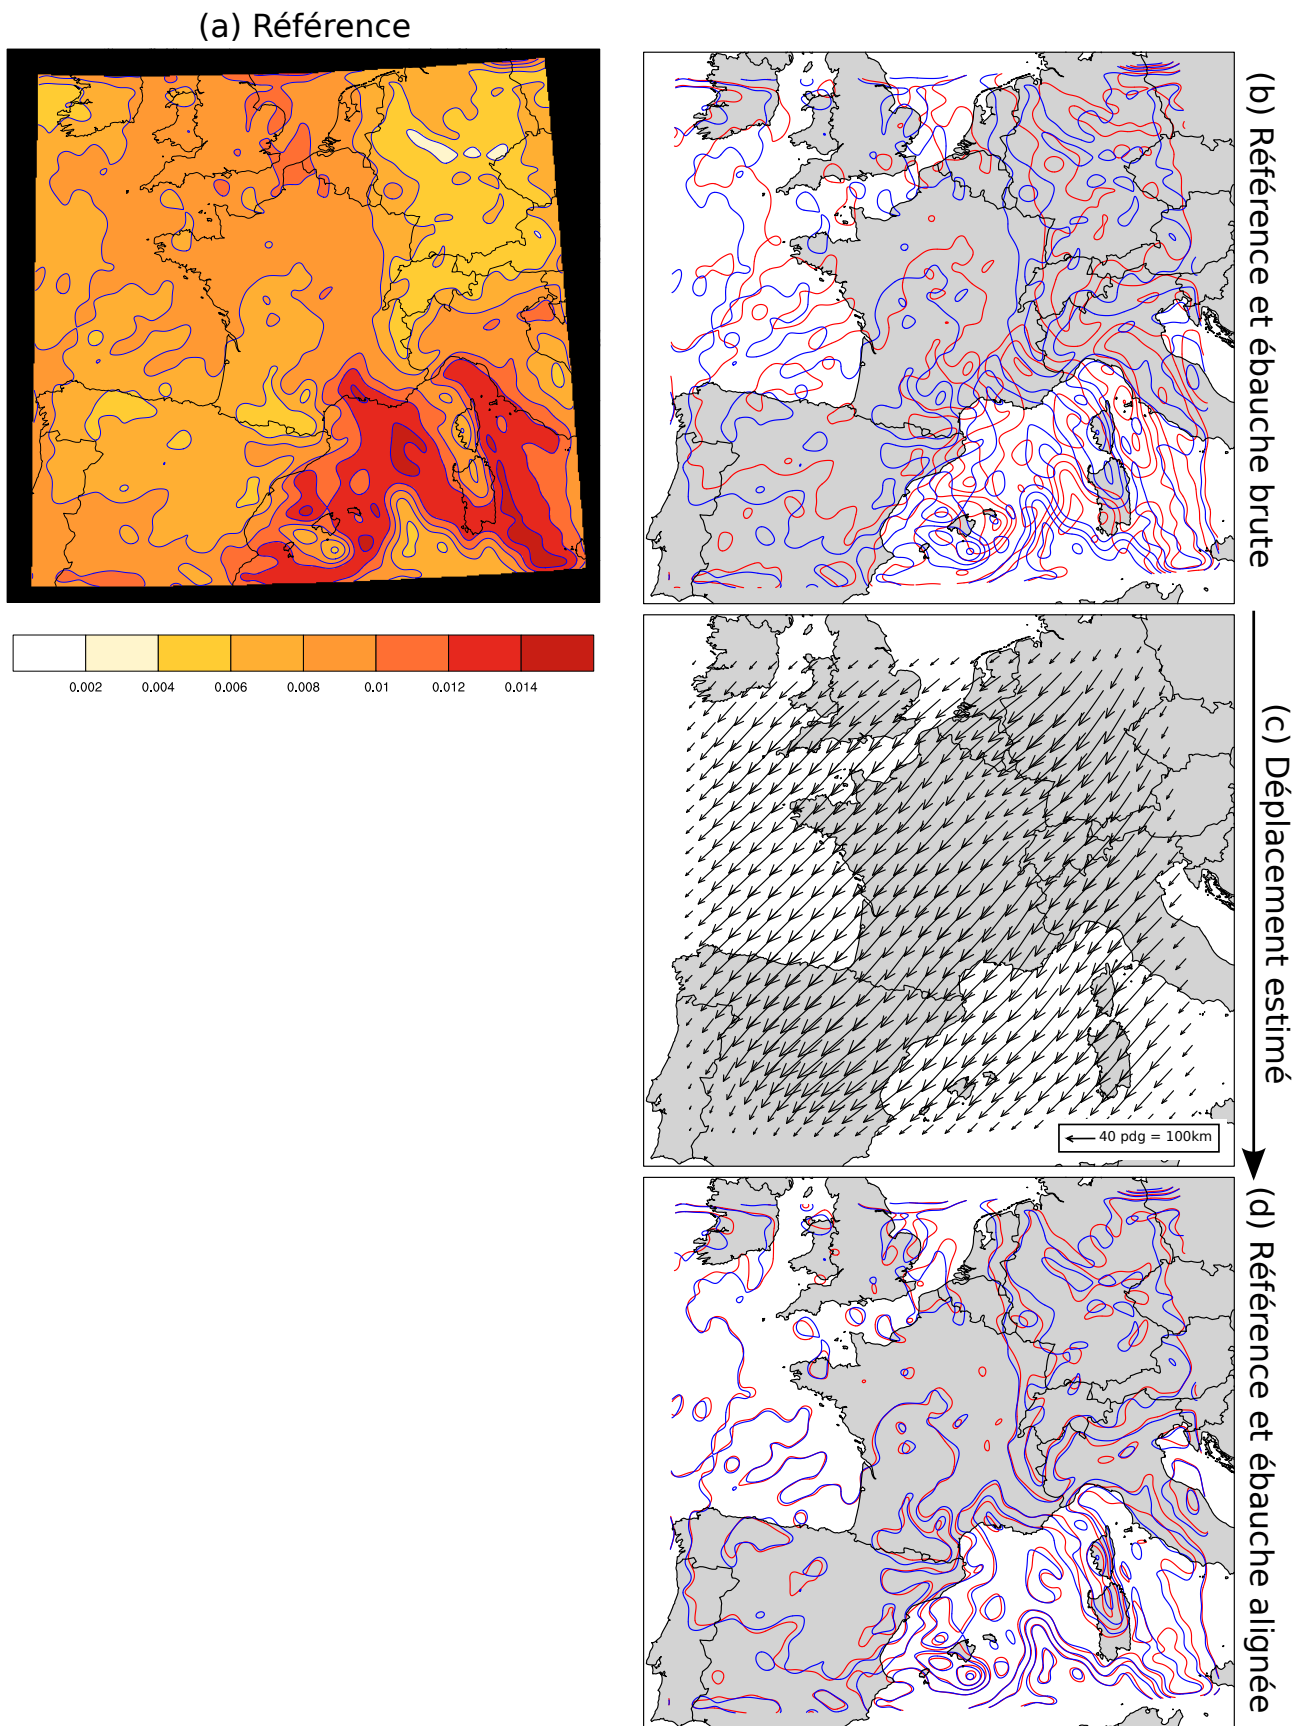 (a) Référence
0.002 0.004 0.006 0.008 0.01 0.012 0.014
(b) Référence et ébauche brute
(c) Déplacement estimé
40 pdg = 100km
(d) Référence et ébauche alignée